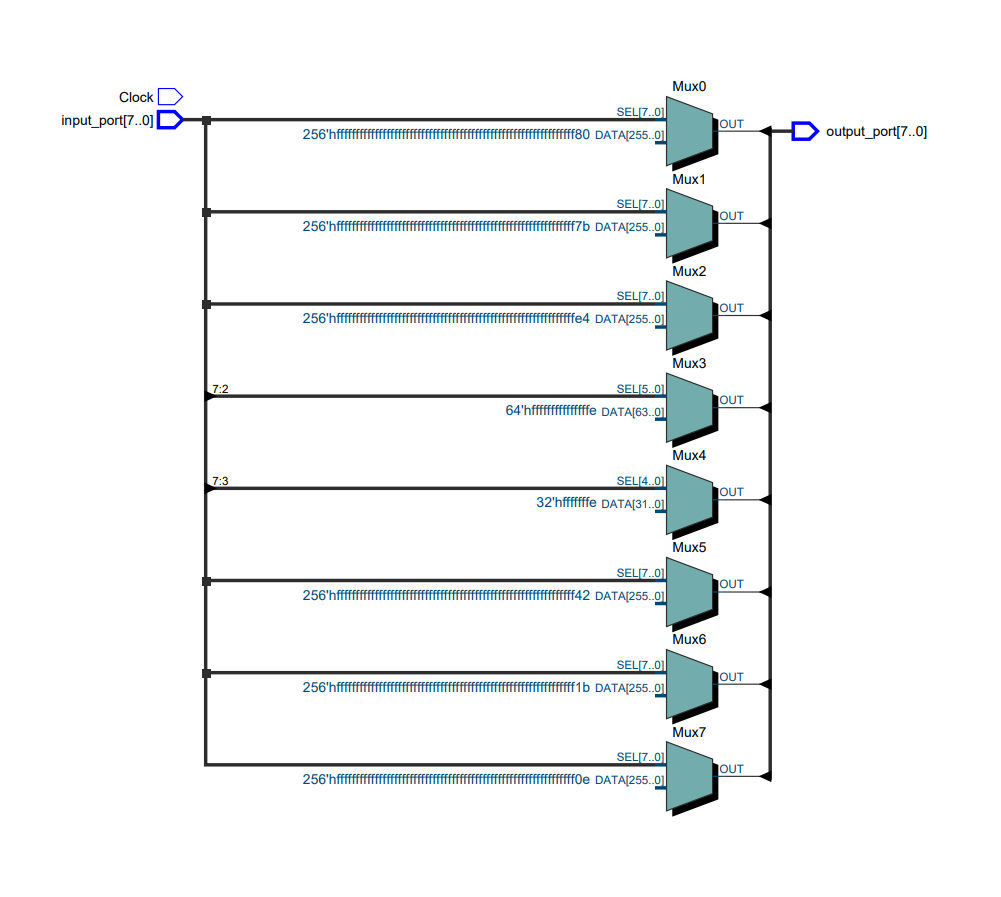 Mux0
Clock
SEL[7..0]
input_port[7..0]
OUT
output_port[7..0]
256'hffffffffffffffffffffffffffffffffffffffffffffffffffffffffffffff80 DATA[255..0]
Mux1
SEL[7..0]
OUT
256'hffffffffffffffffffffffffffffffffffffffffffffffffffffffffffffff7b DATA[255..0]
Mux2
SEL[7..0]
OUT
256'hffffffffffffffffffffffffffffffffffffffffffffffffffffffffffffffe4 DATA[255..0]
Mux3
7:2
SEL[5..0]
OUT
64'hfffffffffffffffe DATA[63..0]
Mux4
7:3
SEL[4..0]
OUT
32'hfffffffe DATA[31..0]
Mux5
SEL[7..0]
OUT
256'hffffffffffffffffffffffffffffffffffffffffffffffffffffffffffffff42 DATA[255..0]
Mux6
SEL[7..0]
OUT
256'hffffffffffffffffffffffffffffffffffffffffffffffffffffffffffffff1b DATA[255..0]
Mux7
SEL[7..0]
OUT
256'hffffffffffffffffffffffffffffffffffffffffffffffffffffffffffffff0e DATA[255..0]